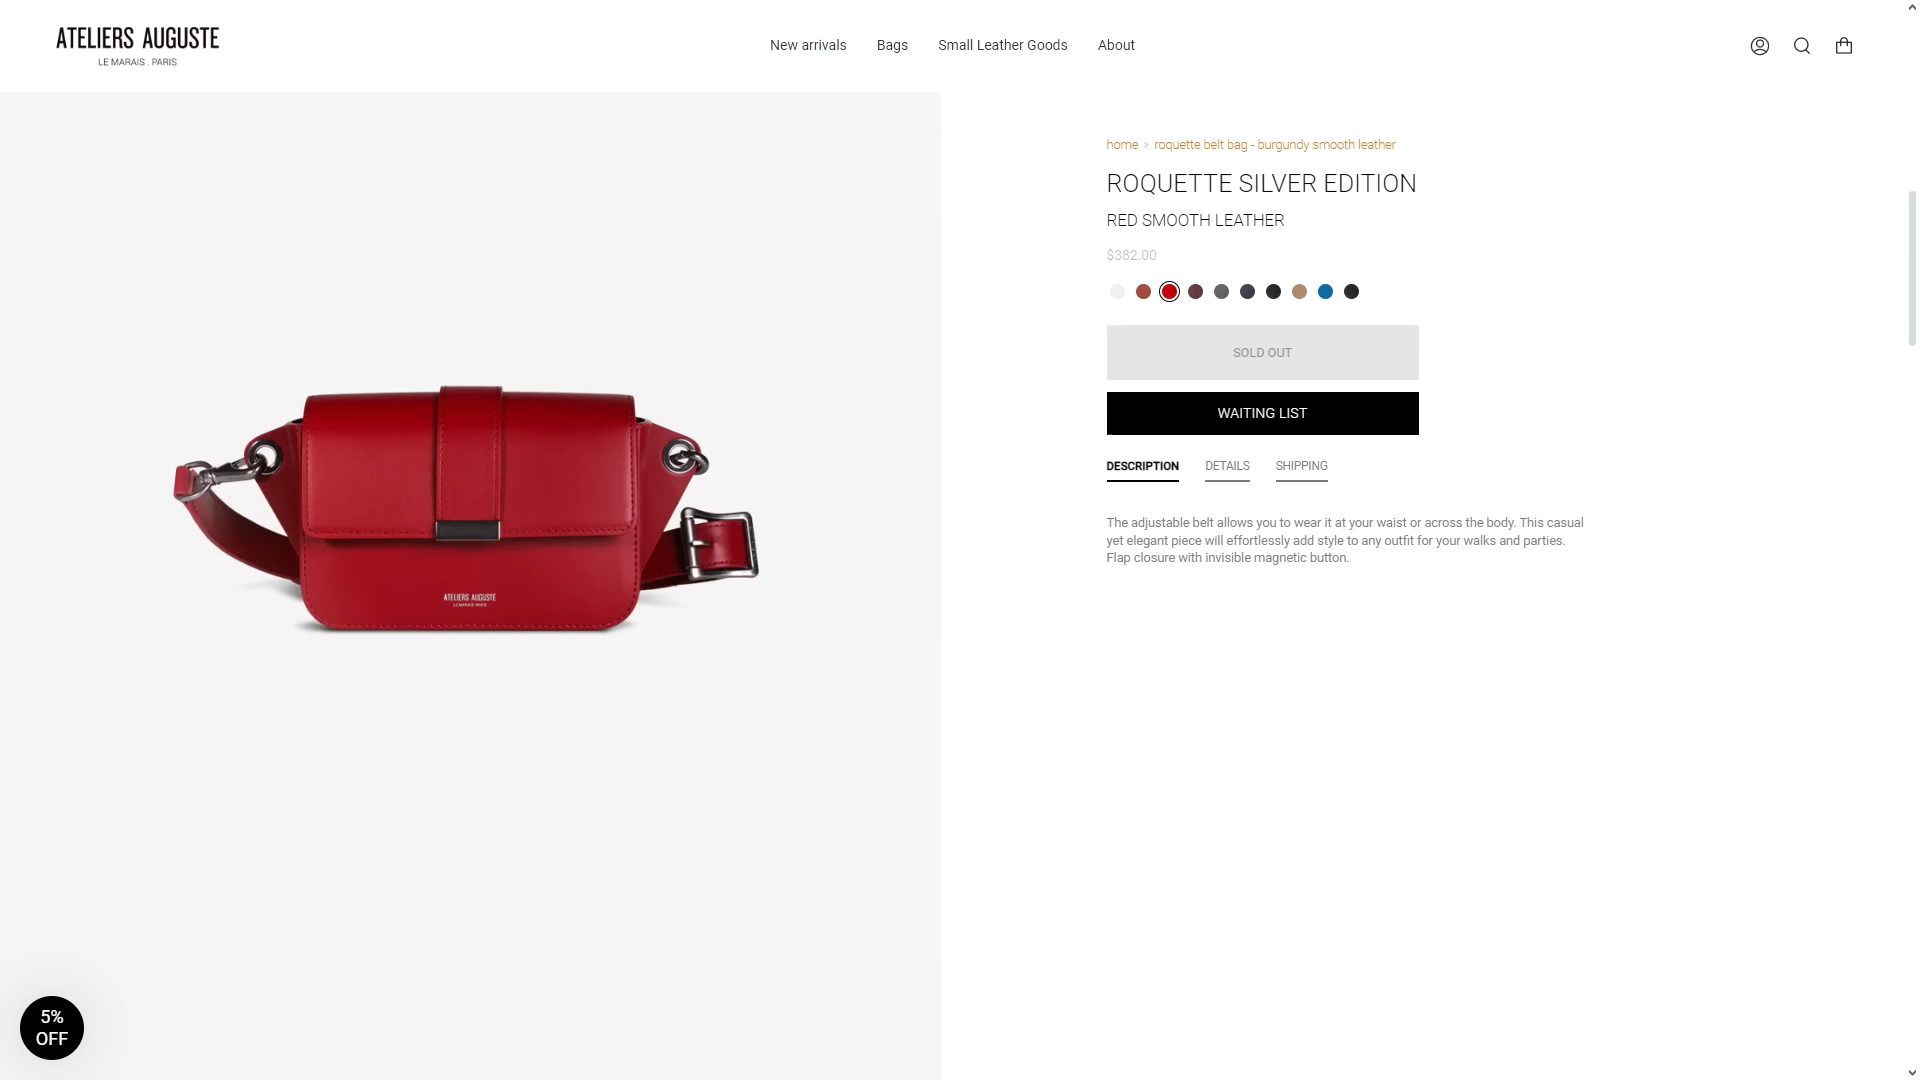 ATELIERS AUGUSTE
LE MARAIS . PARIS
New arrivals
Bags
Small Leather Goods
About
home › roquette belt bag - burgundy smooth leather
ROQUETTE SILVER EDITION
RED SMOOTH LEATHER
$382.00
SOLD OUT
WAITING LIST
DESCRIPTION
DETAILS
SHIPPING
The adjustable belt allows you to wear it at your waist or across the body. This casual
yet elegant piece will effortlessly add style to any outfit for your walks and parties.
Flap closure with invisible magnetic button.
ATELIERS AUGUSTE
LE MARAIS PARIS
5%
OFF